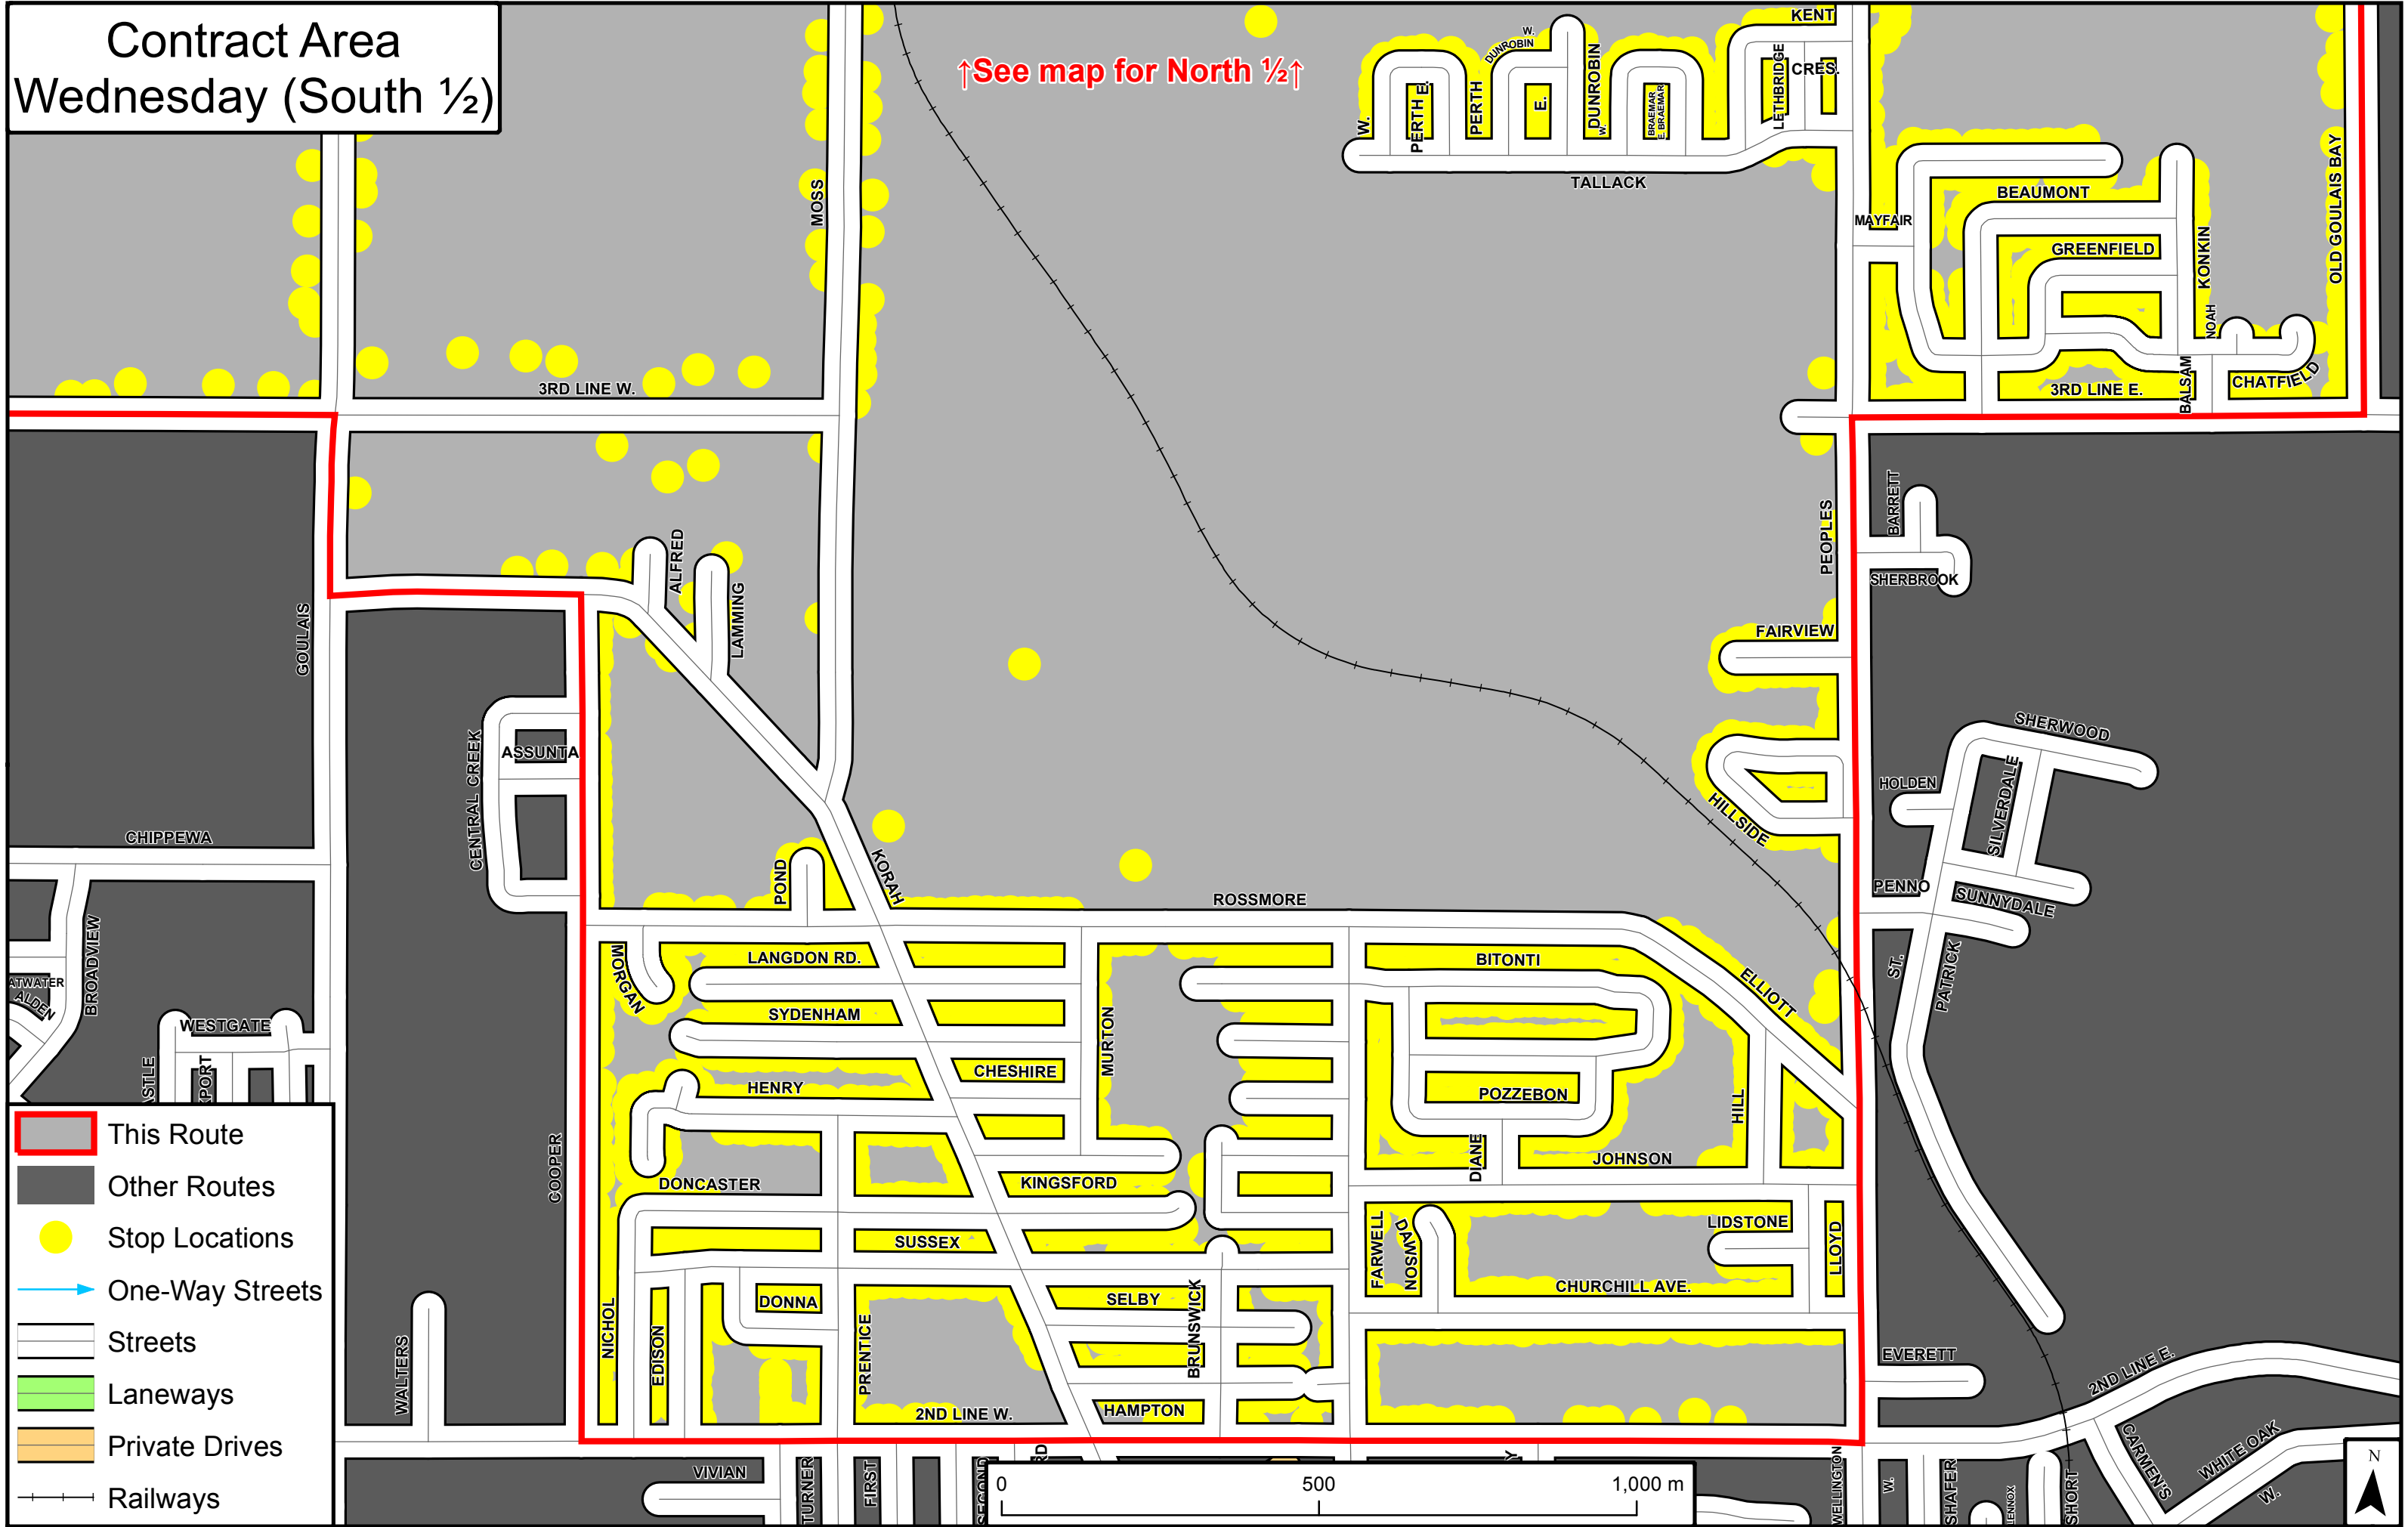 Contract Area
Wednesday (South ½)
↑See map for North ½↑
KENT
W.
DUNROBIN
LETHBRIDGE
CRES.
W.
PERTH E.
PERTH
E.
DUNROBIN
W.
BRAEMAR
E. BRAEMAR
TALLACK
MOSS
MAYFAIR
BEAUMONT
GREENFIELD
KONKIN
OLD GOULAIS BAY
NOAH
BALSAM
CHATFIELD
3RD LINE E.
3RD LINE W.
PEOPLES
BARRETT
SHERBROOK
ALFRED
LAMMING
GOULAIS
FAIRVIEW
SHERWOOD
HOLDEN
SILVERDALE
HILLSIDE
ASSUNTA
CENTRAL CREEK
CHIPPEWA
POND
KORAH
ROSSMORE
PENNO
SUNNYDALE
ST.
PATRICK
BROADVIEW
ATWATER
ALDEN
WESTGATE
ASTLE
KPORT
MORGAN
LANGDON RD.
SYDENHAM
HENRY
CHESHIRE
MURTON
BITONTI
ELLIOTT
POZZEBON
HILL
DIANE
JOHNSON
COOPER
DONCASTER
KINGSFORD
SUSSEX
FARWELL
DAWSON
LIDSTONE
LLOYD
CHURCHILL AVE.
NICHOL
EDISON
DONNA
PRENTICE
SELBY
BRUNSWICK
HAMPTON
2ND LINE W.
WALTERS
EVERETT
2ND LINE E.
CARMEN'S
WHITE OAK
W.
VIVIAN
TURNER
FIRST
SECOND
RD
Y
WELLINGTON
W.
SHAFER
LENNOX
SHORT
This Route
Other Routes
Stop Locations
One-Way Streets
Streets
Laneways
Private Drives
Railways
0 500 1,000 m
N